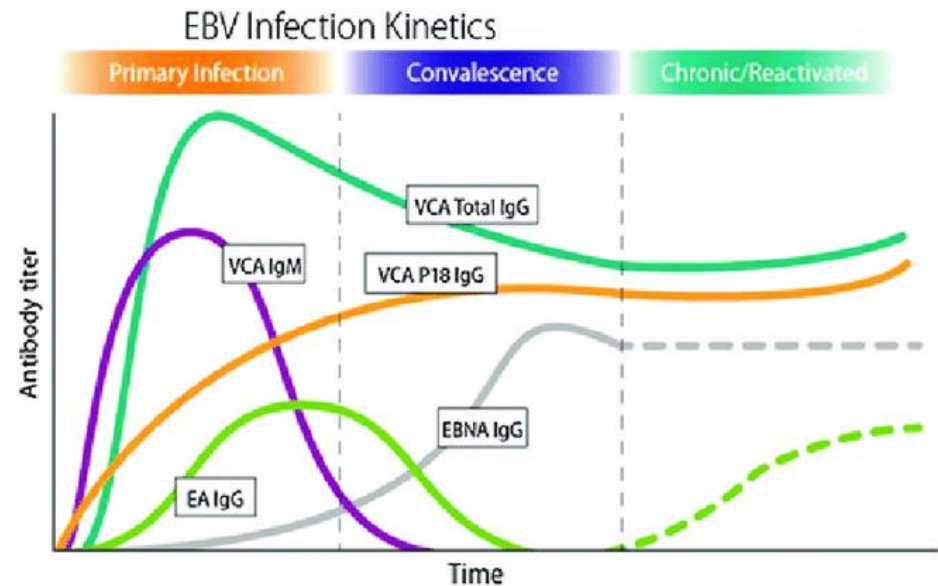 EBV Infection Kinetics
Primary Infection
Convalescence
Chronic/Reactivated
VCA Total IgG
VCA IgM
VCA P18 IgG
EBNA IgG
EA IgG
Antibody titer
Time